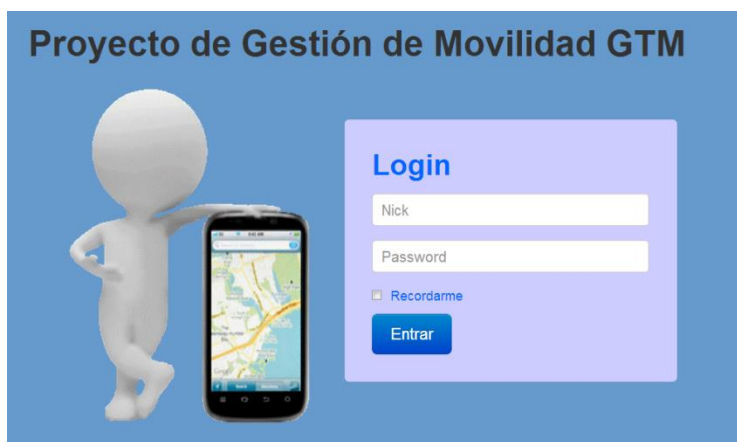 Proyecto de Gestión de Movilidad GTM
Login
Nick
Password
Recordarme
Entrar